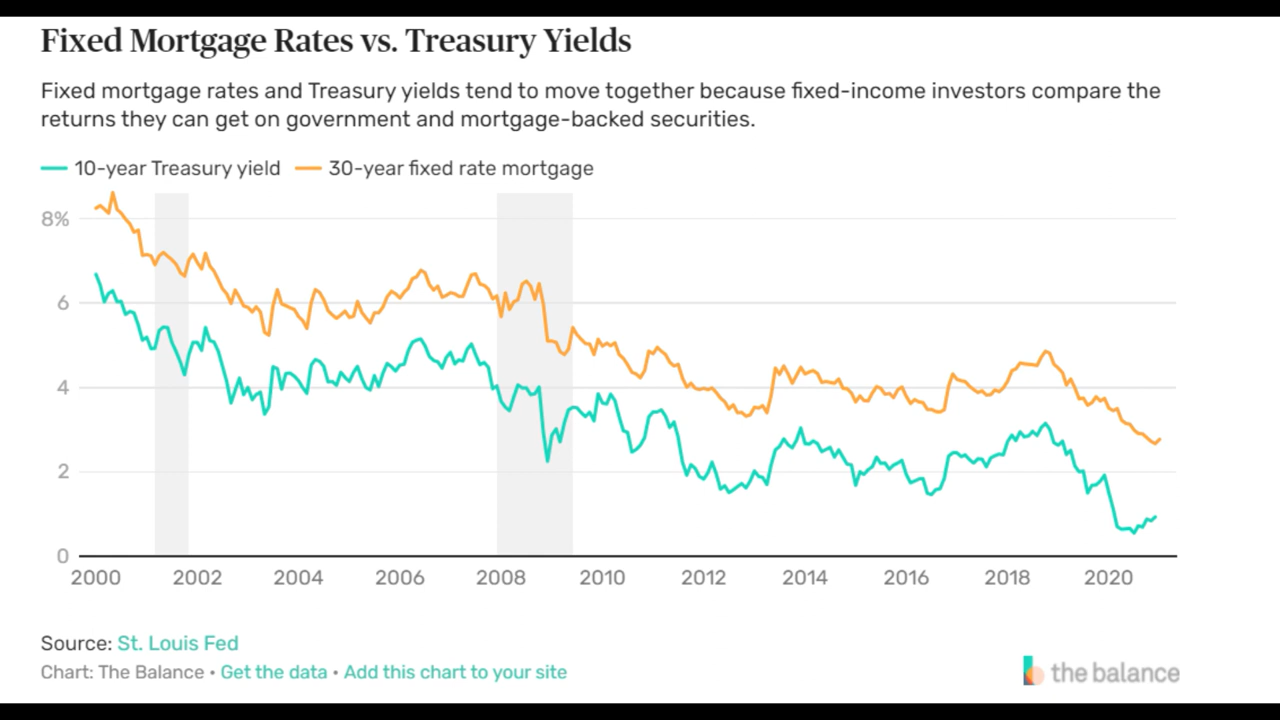 Fixed Mortgage Rates vs. Treasury Yields
Fixed mortgage rates and Treasury yields tend to move together because fixed-income investors compare the
returns they can get on government and mortgage-backed securities.
10-year Treasury yield 30-year fixed rate mortgage
8%
6
4
2
0
2000 2002 2004 2006 2008 2010 2012 2014 2016 2018 2020
Source: St. Louis Fed
Chart: The Balance • Get the data • Add this chart to your site
the balance